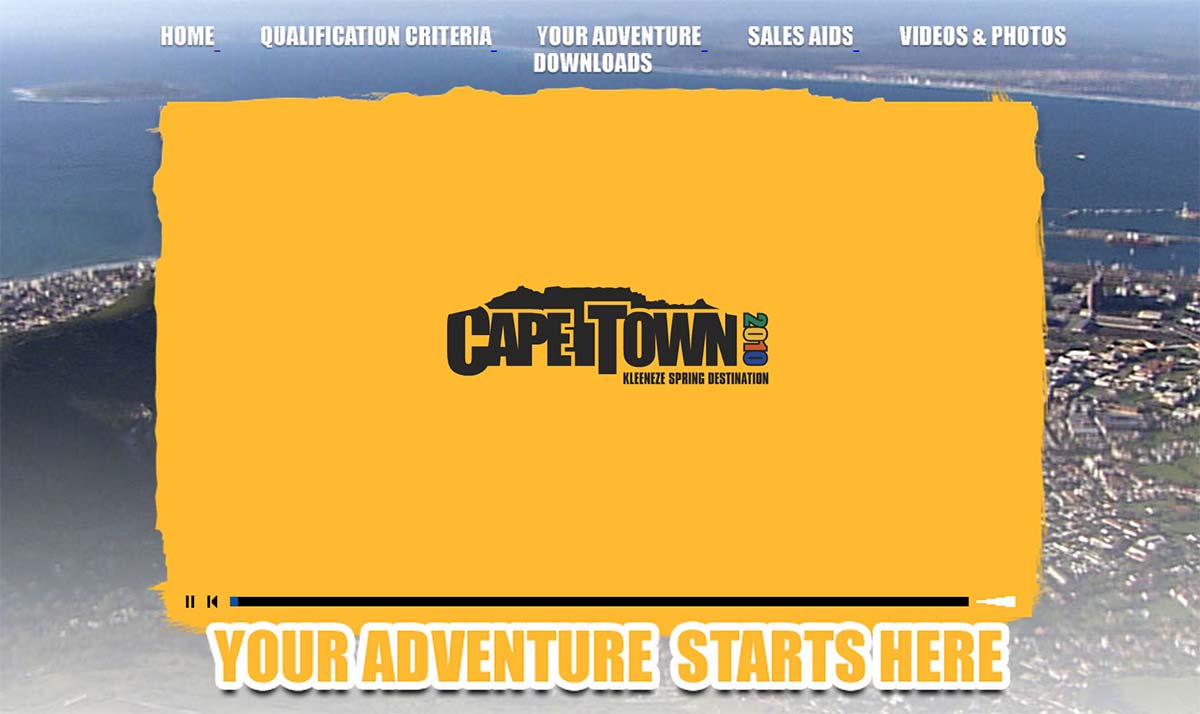 HOME QUALIFICATION CRITERIA YOUR ADVENTURE SALES AIDS VIDEOS & PHOTOS
DOWNLOADS
CAPE TOWN 2010
KLEENEZE SPRING DESTINATION
YOUR ADVENTURE STARTS HERE